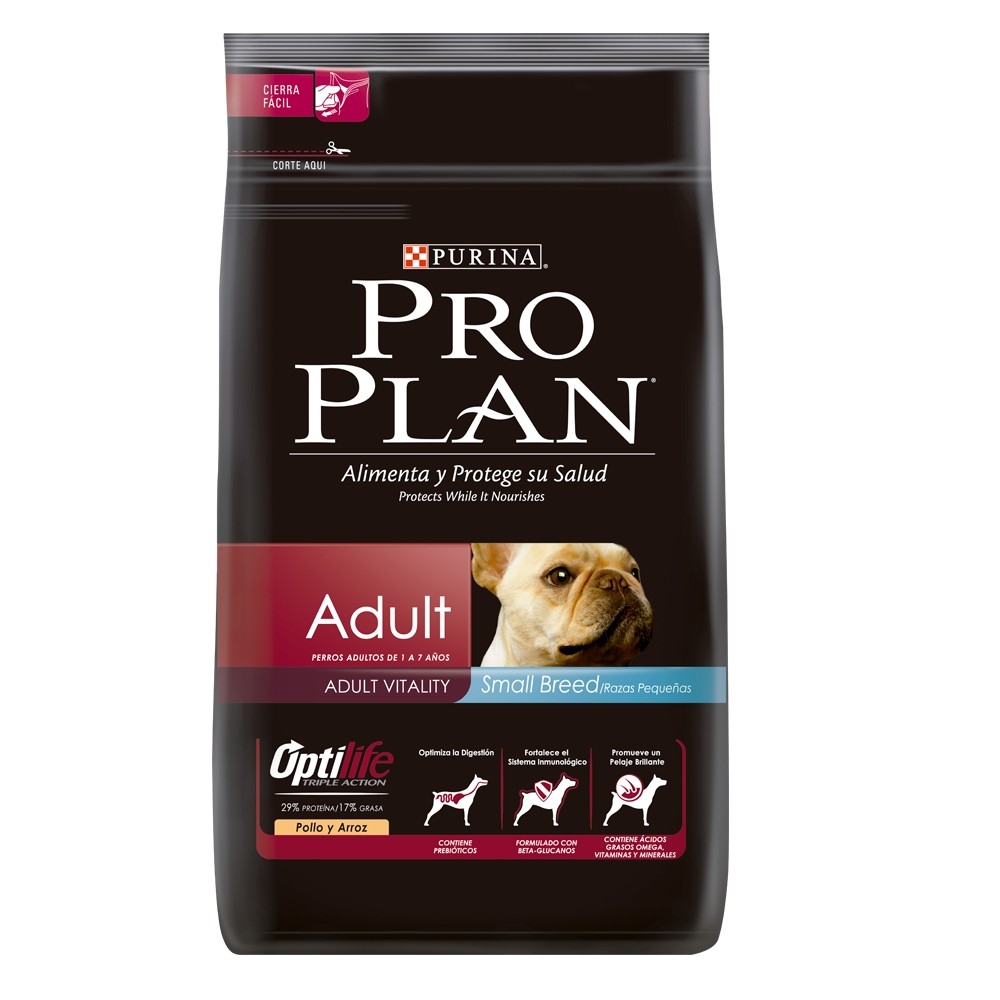 CIERRA
FÁCIL
CORTE AQUI
PURINA®
PRO
PLAN®
Alimenta y Protege su Salud
Protects While It Nourishes
Adult
PERROS ADULTOS DE 1 A 7 AÑOS
ADULT VITALITY
Small Breed/Razas Pequeñas
Optilife
TRIPLE ACTION
29% PROTEÍNA/17% GRASA
Pollo y Arroz
Optimiza la Digestión
CONTIENE
PREBIÓTICOS
Fortalece el
Sistema Inmunológico
FORMULADO CON
BETA-GLUCANOS
Promueve un
Pelaje Brillante
CONTIENE ÁCIDOS
GRASOS OMEGA,
VITAMINAS Y MINERALES